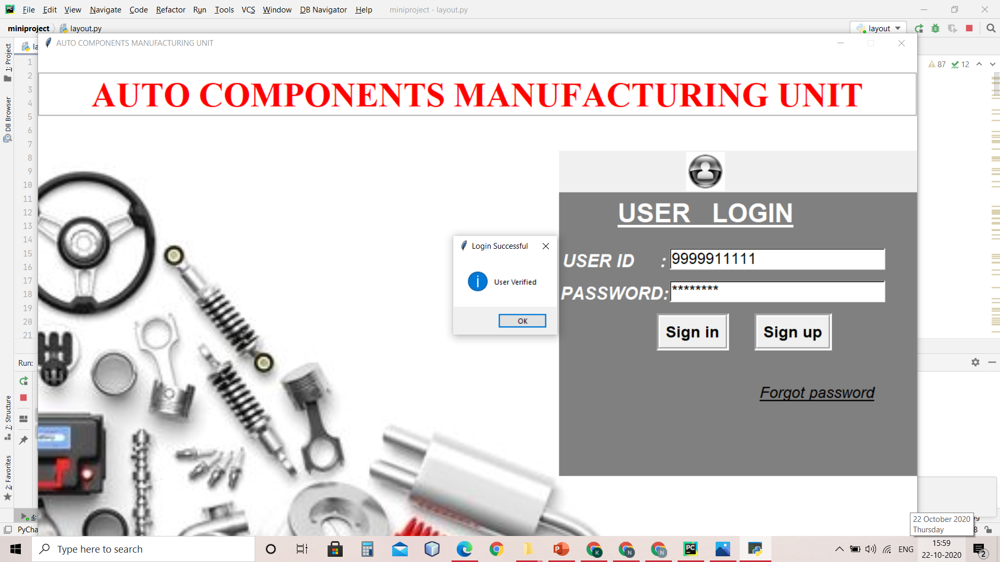 File Edit View Navigate Code Refactor Run Tools VCS Window DB Navigator Help miniproject - layout.py
miniproject layout.py
layout
AUTO COMPONENTS MANUFACTURING UNIT
87 12
AUTO COMPONENTS MANUFACTURING UNIT
1: Project
DB Browser
7: Structure
2: Favorites
1
2
3
4
5
6
7
8
9
10
11
12
13
14
15
16
17
18
19
20
21
USER LOGIN
USER ID : 9999911111
PASSWORD: ********
Sign in Sign up
Forgot password
Login Successful
User Verified
OK
Run:
4:
PyCha
22 October 2020
Thursday
Type here to search
ENG
15:59
22-10-2020
2